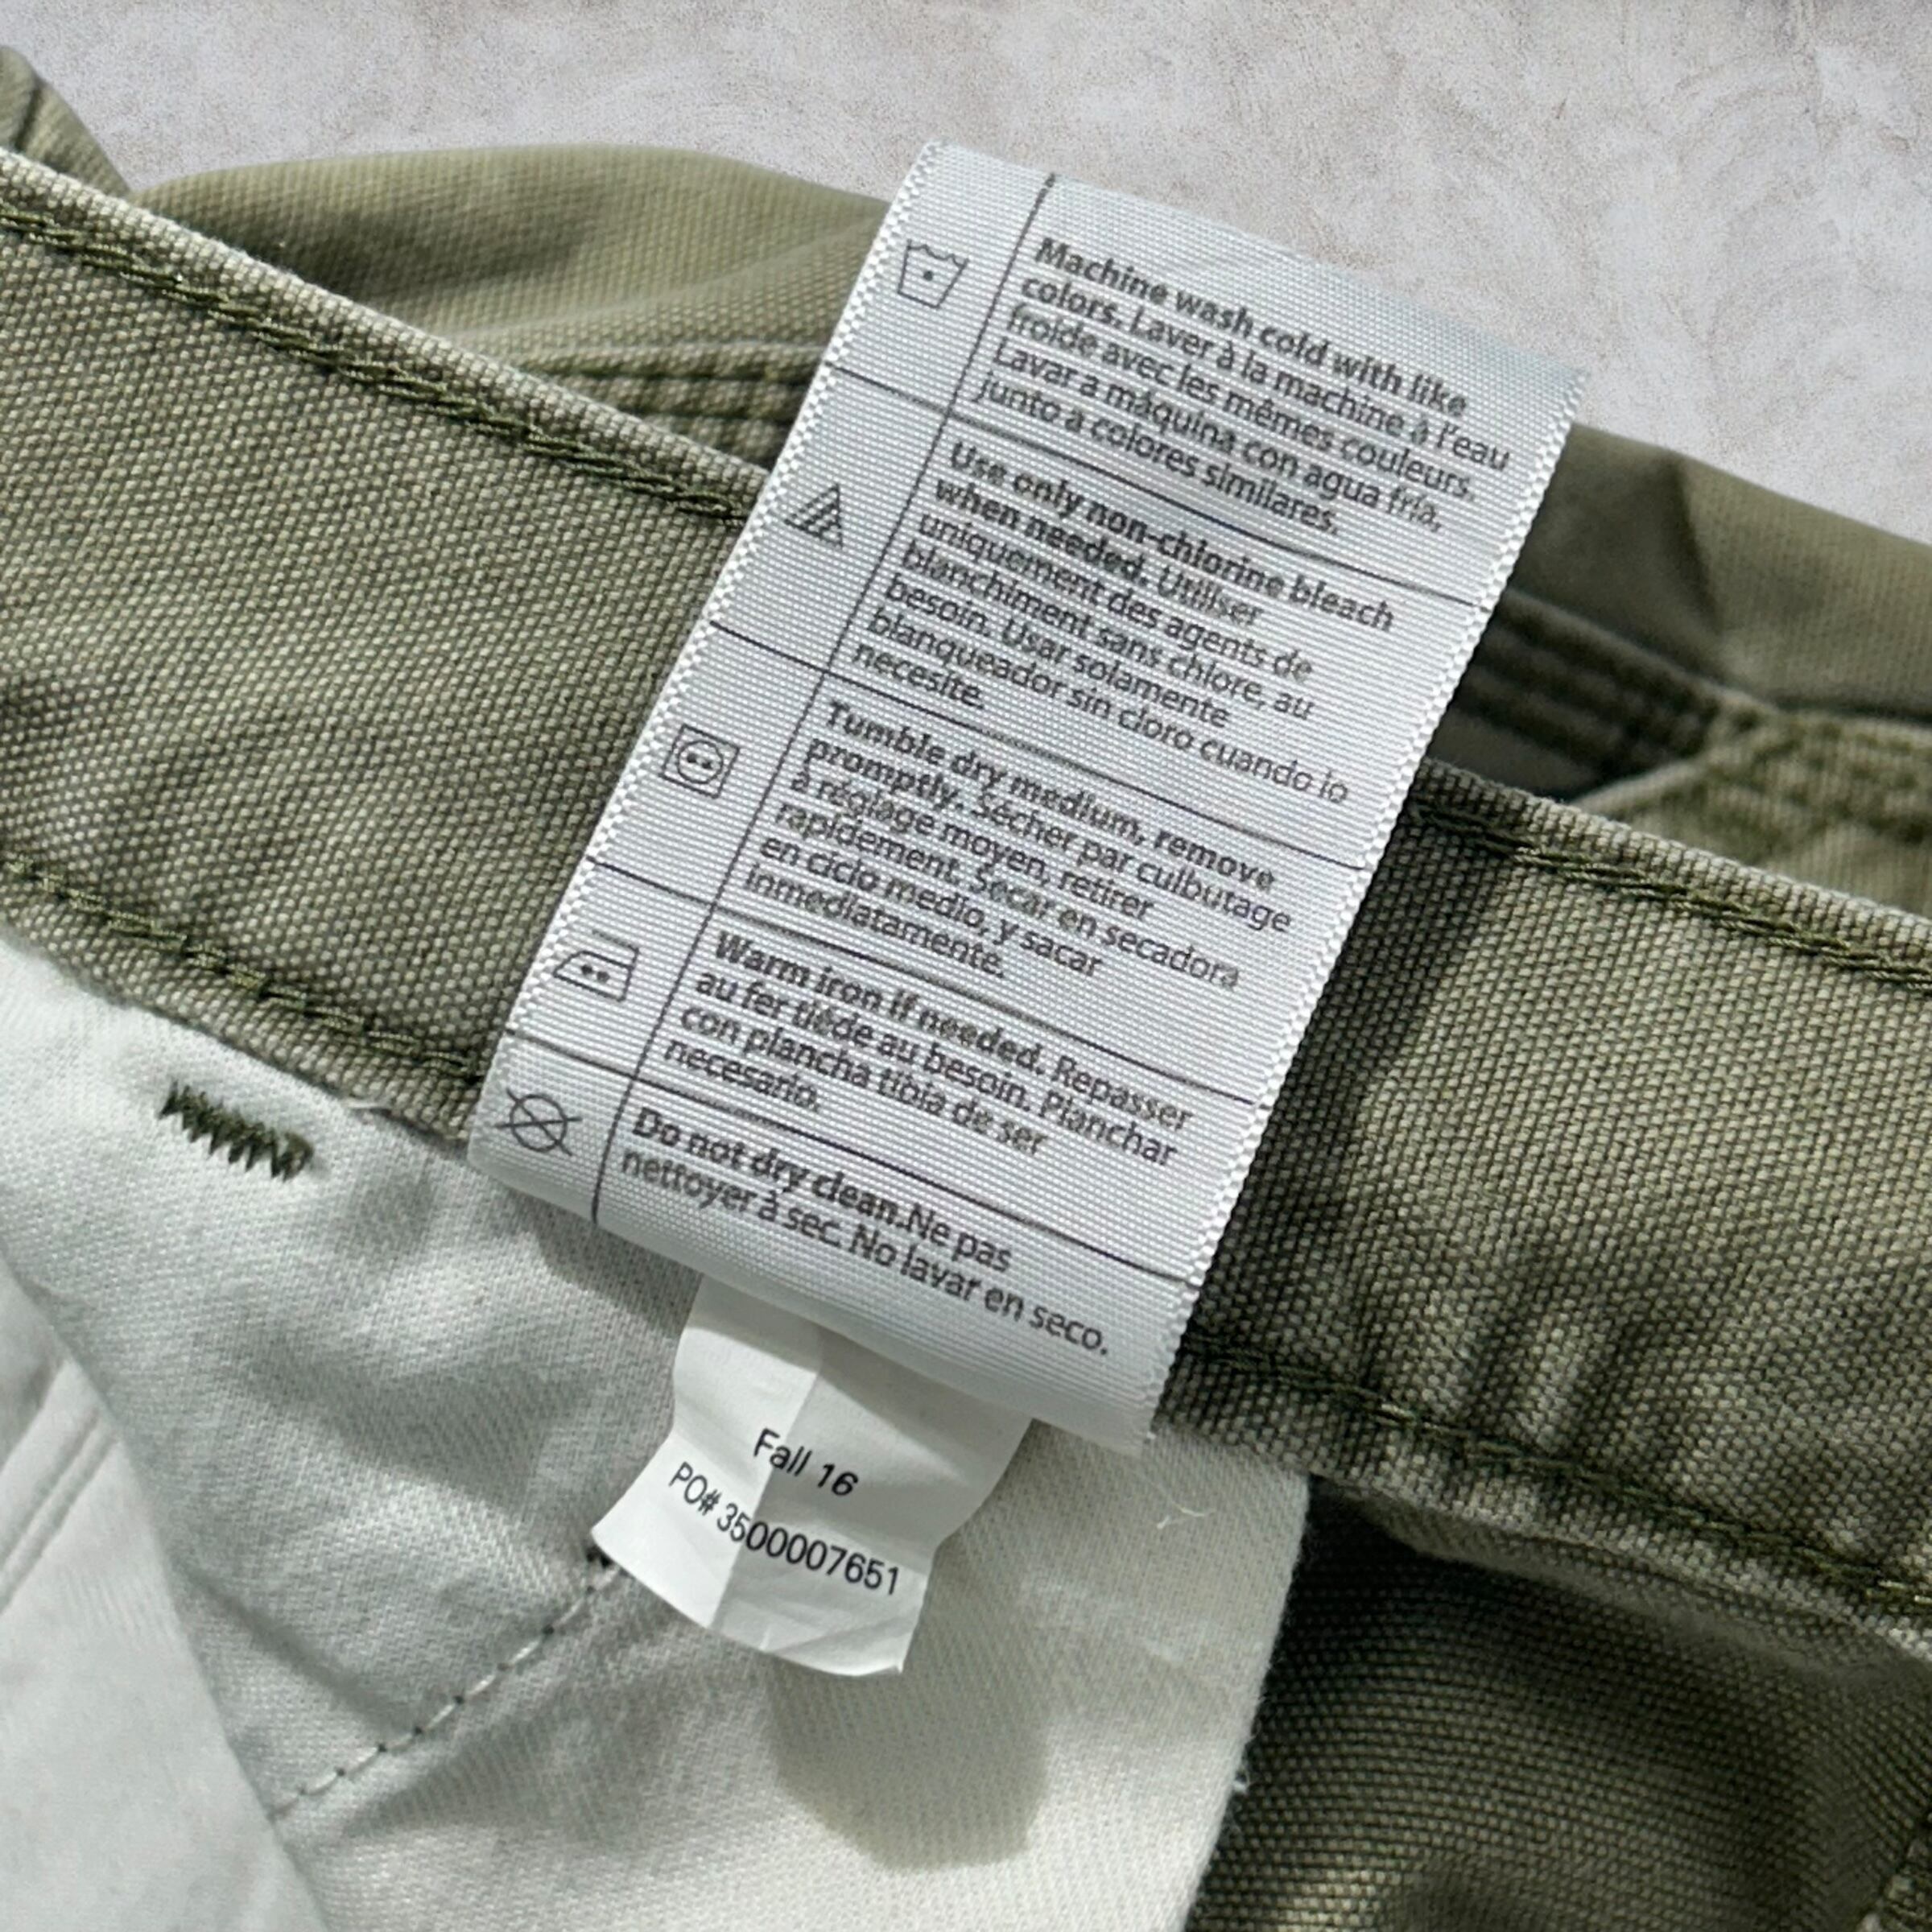 Machine wash cold with like
colors. Laver à la machine à l'eau
froide avec les mêmes couleurs.
Lavar a máquina con agua fría,
junto a colores similares.
Use only non-chlorine bleach
when needed. Utiliser
uniquement des agents de
blanchiment sans chlore, au
besoin. Usar solamente
blanqueador sin cloro cuando lo
necesite.
Tumble dry medium, remove
promptly. Sécher par culbutage
à réglage moyen, retirer
rapidement. Secar en secadora
en ciclo medio, y sacar
inmediatamente.
Warm iron if needed. Repasser
au fer tiède au besoin. Planchar
con plancha tibia de ser
necesario.
Do not dry clean.Ne pas
nettoyer à sec. No lavar en seco.
Fall 16
PO# 3500007651